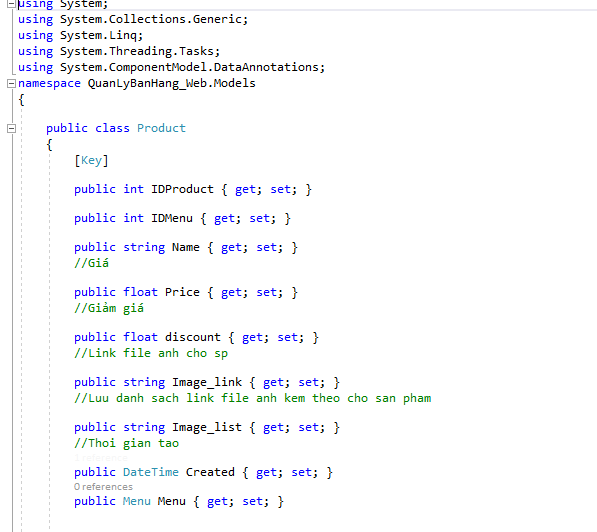 using System;
using System.Collections.Generic;
using System.Linq;
using System.Threading.Tasks;
using System.ComponentModel.DataAnnotations;
namespace QuanLyBanHang_Web.Models
{
public class Product
{
[Key]
public int IDProduct { get; set; }
public int IDMenu { get; set; }
public string Name { get; set; }
//Giá
public float Price { get; set; }
//Giảm giá
public float discount { get; set; }
//Link file anh cho sp
public string Image_link { get; set; }
//Luu danh sach link file anh kem theo cho san pham
public string Image_list { get; set; }
//Thoi gian tao
1 reference
public DateTime Created { get; set; }
0 references
public Menu Menu { get; set; }